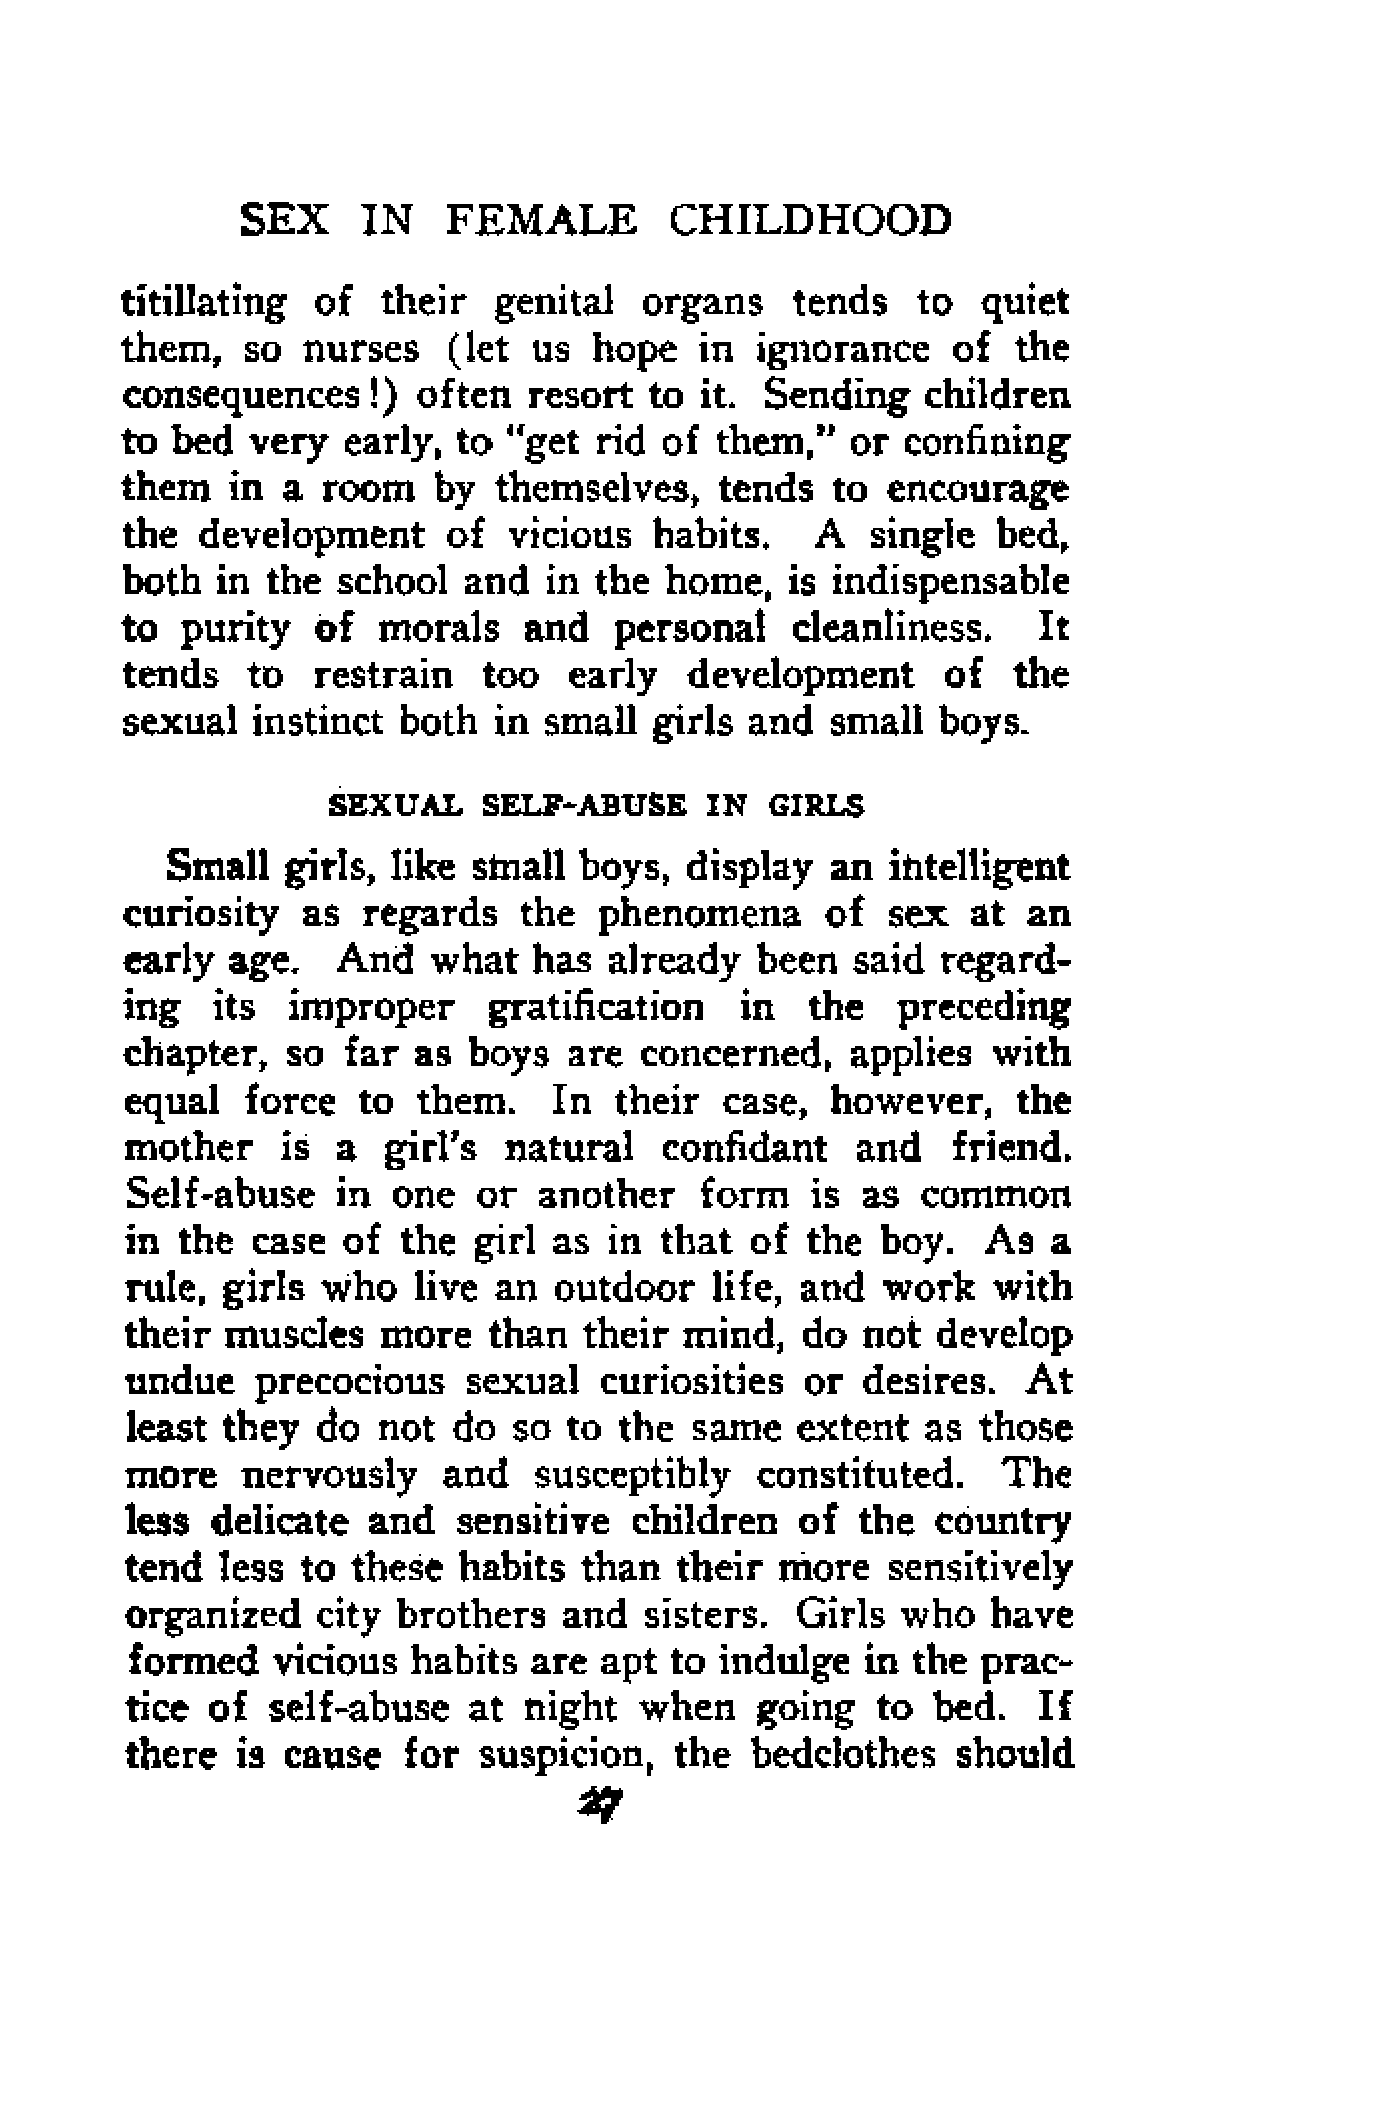 SEX IN FEMALE CHILDHOOD
titillating of their genital organs tends to quiet
them, so nurses (let us hope in ignorance of the
consequences!) often resort to it. Sending children
to bed very early, to "get rid of them," or confining
them in a room by themselves, tends to encourage
the development of vicious habits. A single bed,
both in the school and in the home, is indispensable
to purity of morals and personal cleanliness. It
tends to restrain too early development of the
sexual instinct both in small girls and small boys.
SEXUAL SELF-ABUSE IN GIRLS
Small girls, like small boys, display an intelligent
curiosity as regards the phenomena of sex at an
early age. And what has already been said regard-
ing its improper gratification in the preceding
chapter, so far as boys are concerned, applies with
equal force to them. In their case, however, the
mother is a girl's natural confidant and friend.
Self-abuse in one or another form is as common
in the case of the girl as in that of the boy. As a
rule, girls who live an outdoor life, and work with
their muscles more than their mind, do not develop
undue precocious sexual curiosities or desires. At
least they do not do so to the same extent as those
more nervously and susceptibly constituted. The
less delicate and sensitive children of the country
tend less to these habits than their more sensitively
organized city brothers and sisters. Girls who have
formed vicious habits are apt to indulge in the prac-
tice of self-abuse at night when going to bed. If
there is cause for suspicion, the bedclothes should
27